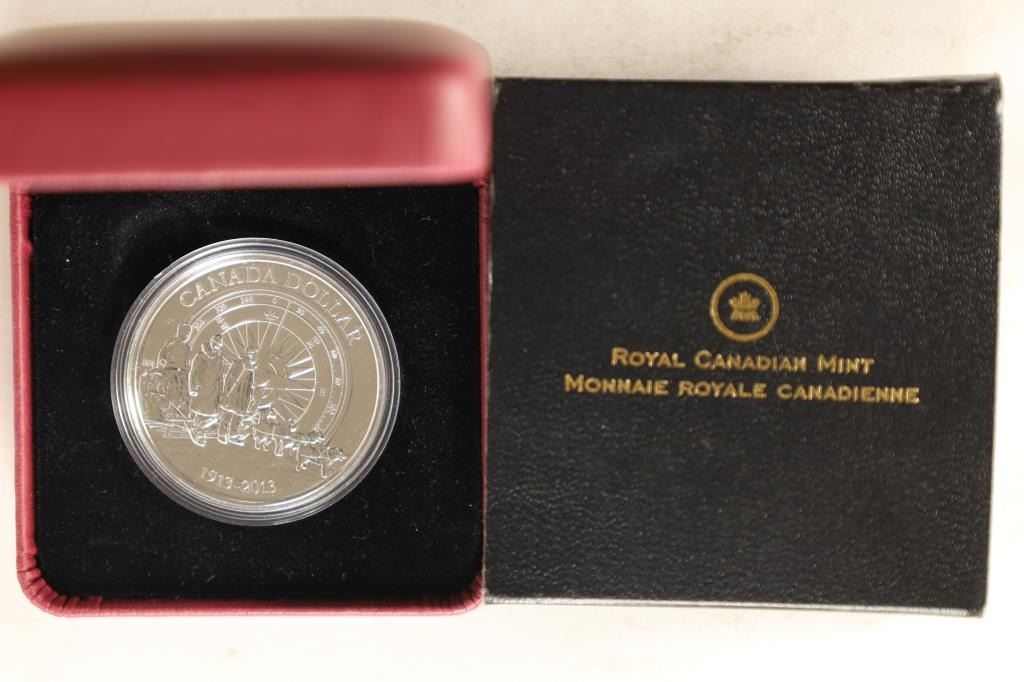 CANADA DOLLAR
1913-2013
ROYAL CANADIAN MINT
MONNAIE ROYALE CANADIENNE